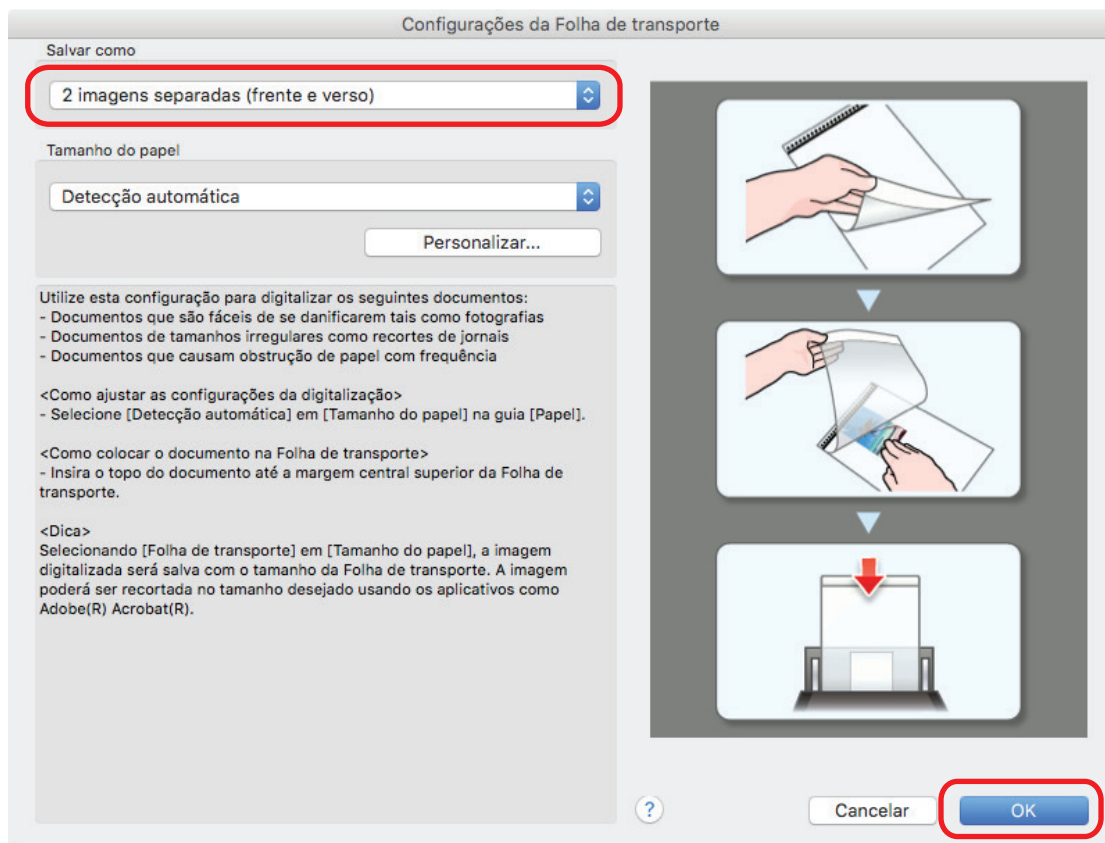 Configurações da Folha de transporte
Salvar como
2 imagens separadas (frente e verso)
Tamanho do papel
Detecção automática
Personalizar...
Utilize esta configuração para digitalizar os seguintes documentos:
- Documentos que são fáceis de se danificarem tais como fotografias
- Documentos de tamanhos irregulares como recortes de jornais
- Documentos que causam obstrução de papel com frequência
<Como ajustar as configurações da digitalização>
- Selecione [Detecção automática] em [Tamanho do papel] na guia [Papel].
<Como colocar o documento na Folha de transporte>
- Insira o topo do documento até a margem central superior da Folha de
transporte.
<Dica>
Selecionando [Folha de transporte] em [Tamanho do papel], a imagem
digitalizada será salva com o tamanho da Folha de transporte. A imagem
poderá ser recortada no tamanho desejado usando os aplicativos como
Adobe(R) Acrobat(R).
?
Cancelar
OK